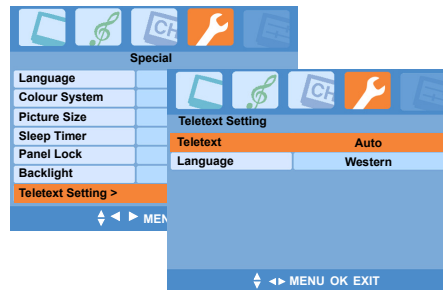 CH
Special
Language
Colour System
Picture Size
Sleep Timer
Panel Lock
Backlight
Teletext Setting >
CH
Teletext Setting
Teletext Auto
Language Western
MENU OK EXIT